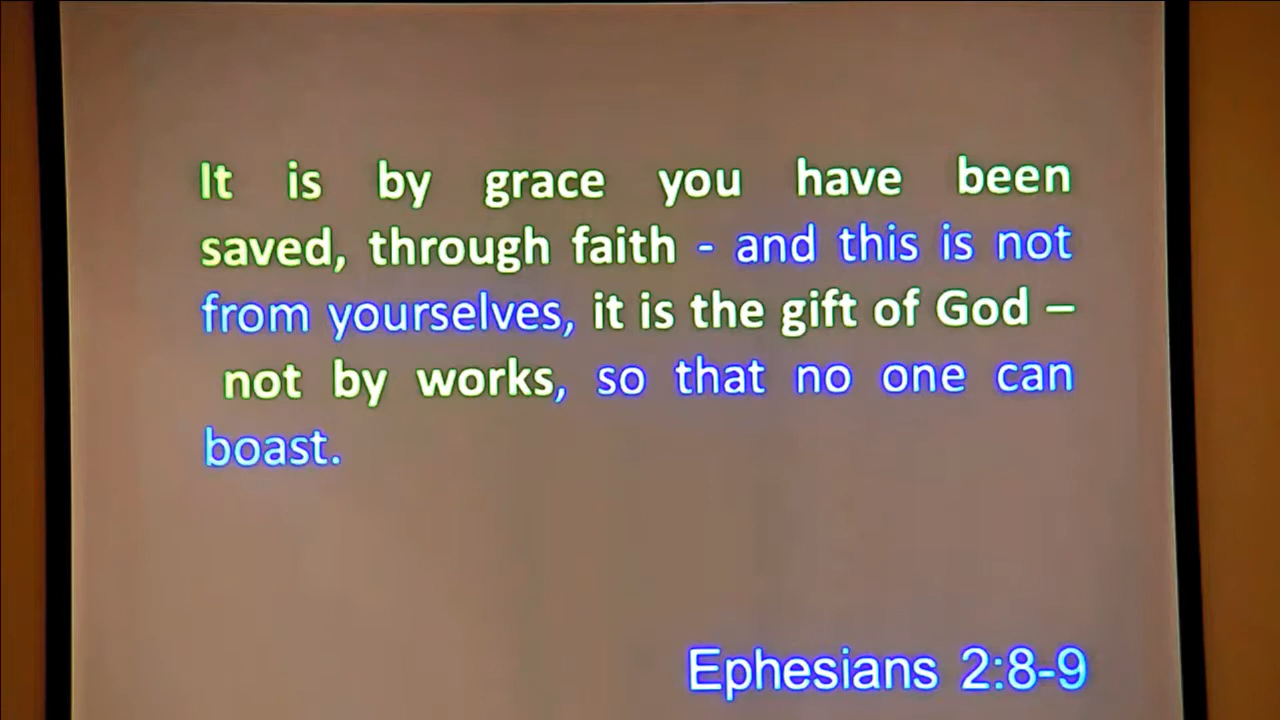 It is by grace you have been
saved, through faith - and this is not
from yourselves, it is the gift of God –
not by works, so that no one can
boast.
Ephesians 2:8-9